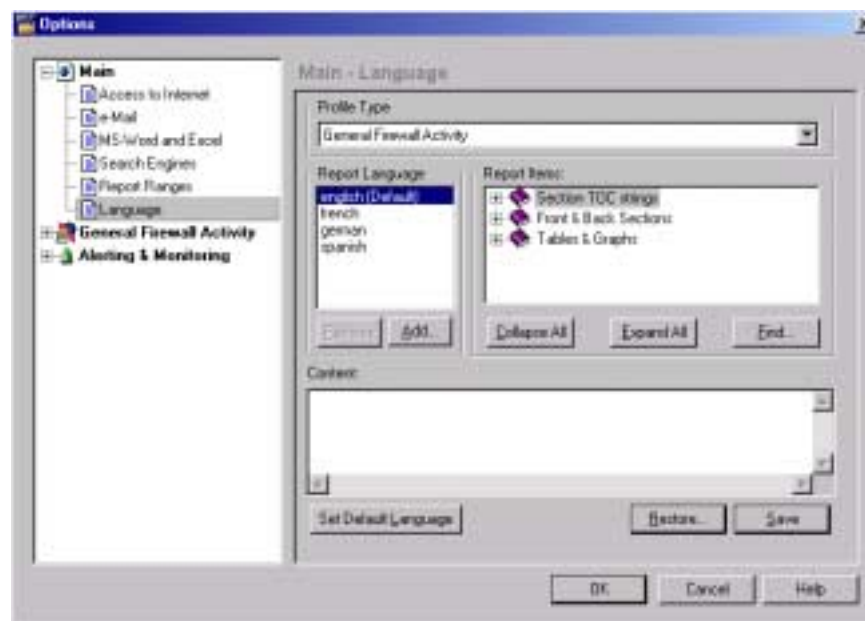 Options
Main
Access to Internet
e-Mail
MS-Word and Excel
Search Engines
Report Ranges
Language
General Firewall Activity
Alerting & Monitoring
Main - Language
Profile Type
General Firewall Activity
Report Language
english (Default)
french
german
spanish
Add...
Report Items:
Section TOC strings
Front & Back Sections
Tables & Graphs
Collapse All
Expand All
Find...
Content:
Set Default Language
Restore...
Save
OK
Cancel
Help